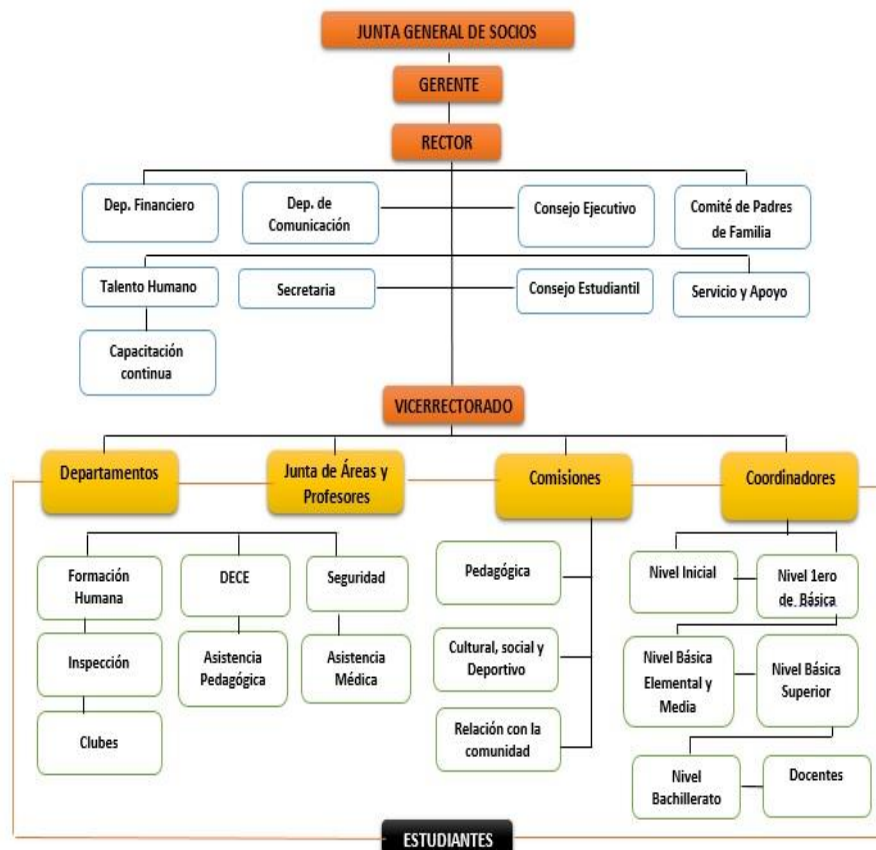 JUNTA GENERAL DE SOCIOS
GERENTE
RECTOR
Dep. Financiero
Dep. de
Comunicación
Consejo Ejecutivo
Comité de Padres
de Familia
Talento Humano
Secretaria
Consejo Estudiantil
Servicio y Apoyo
Capacitación
continua
VICERRECTORADO
Departamentos
Junta de Áreas y
Profesores
Comisiones
Coordinadores
Formación
Humana
DECE
Seguridad
Pedagógica
Nivel Inicial
Nivel 1ero
de Básica
Inspección
Asistencia
Pedagógica
Asistencia
Médica
Cultural, social y
Deportivo
Nivel Básica
Elemental y
Media
Nivel Básica
Superior
Clubes
Relación con la
comunidad
Nivel
Bachillerato
Docentes
ESTUDIANTES